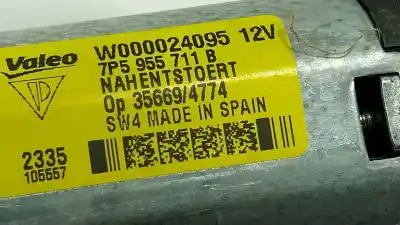 Valeo
W000024095 12V
7P5 955 711 B
NAHENTSTOERT
Op 35669/4774
SW4 MADE IN SPAIN
2335
105557